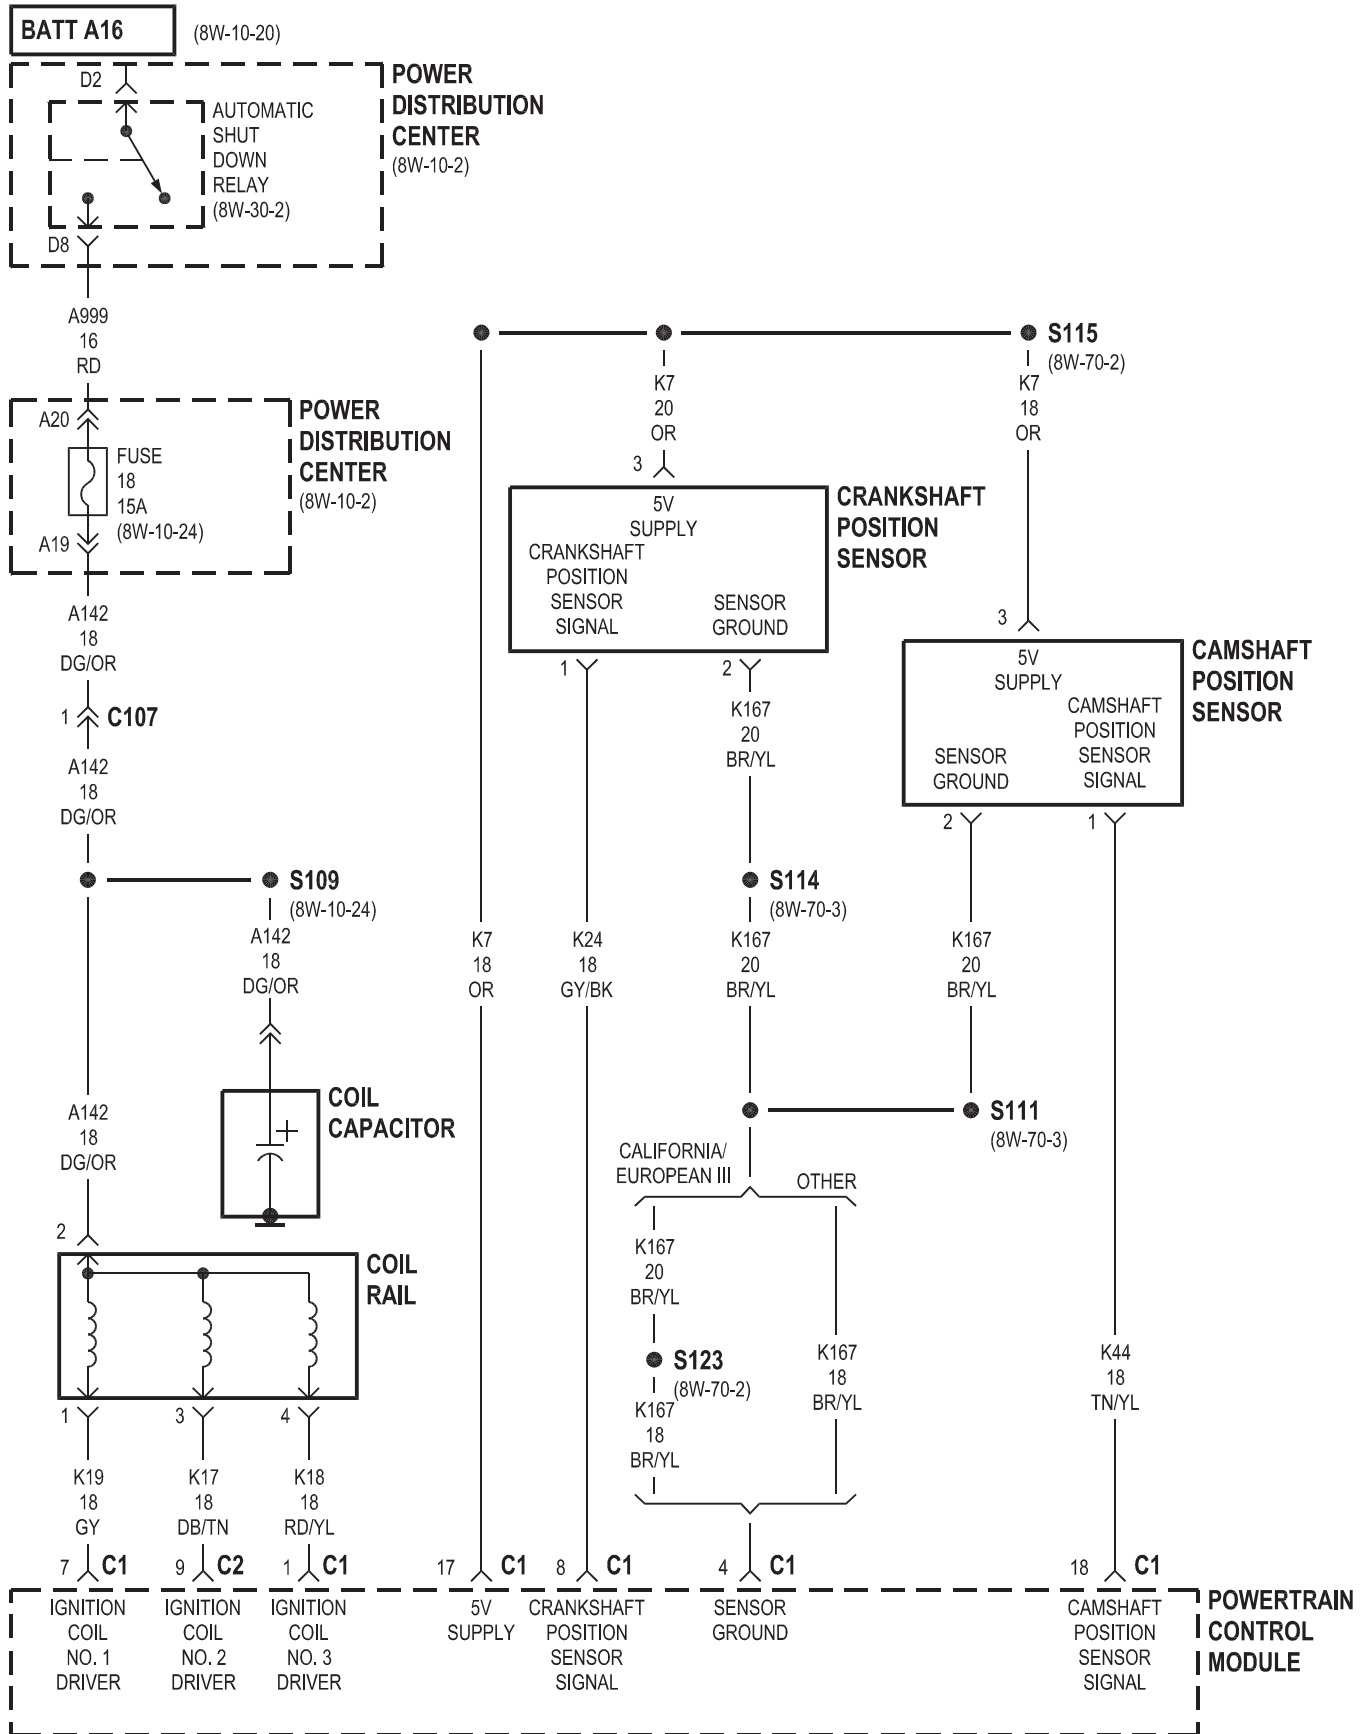 BATT A16
(8W-10-20)
D2
POWER
DISTRIBUTION
CENTER
(8W-10-2)
AUTOMATIC
SHUT
DOWN
RELAY
(8W-30-2)
D8
A999
16
RD
A20
POWER
DISTRIBUTION
CENTER
(8W-10-2)
FUSE
18
15A
(8W-10-24)
A19
A142
18
DG/OR
1
C107
A142
18
DG/OR
S109
(8W-10-24)
A142
18
DG/OR
COIL
CAPACITOR
A142
18
DG/OR
2
COIL
RAIL
1
3
4
K19
18
GY
K17
18
DB/TN
K18
18
RD/YL
S115
(8W-70-2)
K7
20
OR
K7
18
OR
3
5V
SUPPLY
CRANKSHAFT
POSITION
SENSOR
SIGNAL
SENSOR
GROUND
CRANKSHAFT
POSITION
SENSOR
1
2
K167
20
BR/YL
3
5V
SUPPLY
CAMSHAFT
POSITION
SENSOR
SIGNAL
SENSOR
GROUND
CAMSHAFT
POSITION
SENSOR
2
1
S114
(8W-70-3)
K7
18
OR
K24
18
GY/BK
K167
20
BR/YL
K167
20
BR/YL
S111
(8W-70-3)
CALIFORNIA/
EUROPEAN III
OTHER
K167
20
BR/YL
S123
(8W-70-2)
K167
18
BR/YL
K167
18
BR/YL
K44
18
TN/YL
7 C1
9 C2
1 C1
17 C1
8 C1
4 C1
18 C1
IGNITION
COIL
NO. 1
DRIVER
IGNITION
COIL
NO. 2
DRIVER
IGNITION
COIL
NO. 3
DRIVER
5V
SUPPLY
CRANKSHAFT
POSITION
SENSOR
SIGNAL
SENSOR
GROUND
CAMSHAFT
POSITION
SENSOR
SIGNAL
POWERTRAIN
CONTROL
MODULE